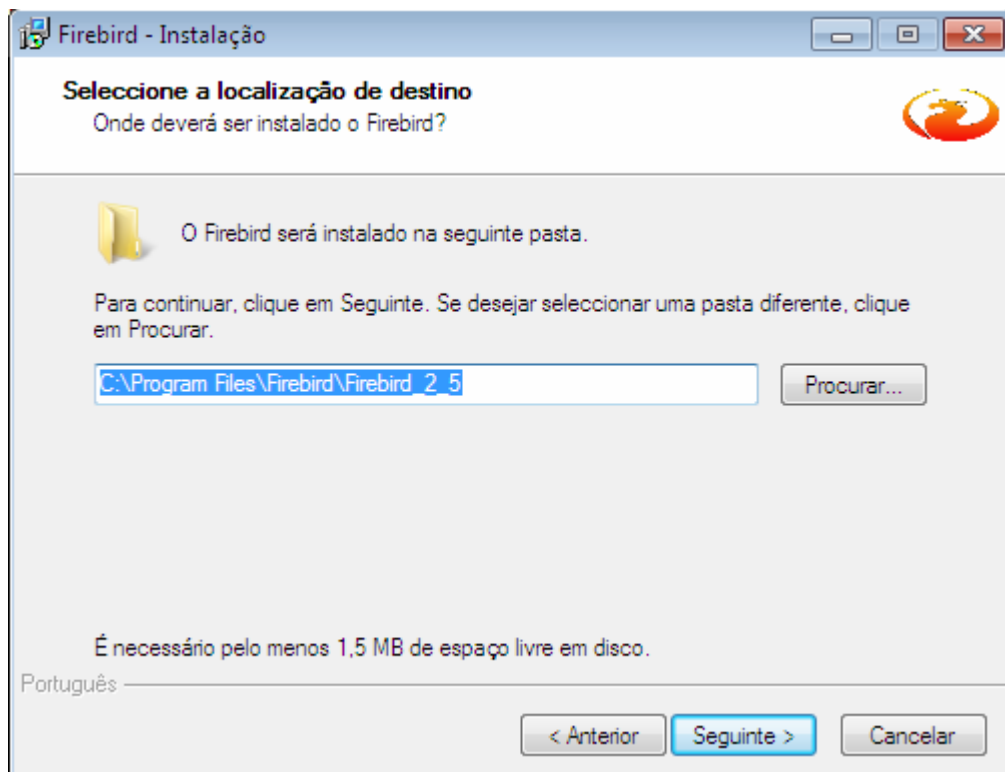 Firebird - Instalação
Seleccione a localização de destino
Onde deverá ser instalado o Firebird?
O Firebird será instalado na seguinte pasta.
Para continuar, clique em Seguinte. Se desejar seleccionar uma pasta diferente, clique
em Procurar.
C:\Program Files\Firebird\Firebird_2_5
Procurar...
É necessário pelo menos 1,5 MB de espaço livre em disco.
Português
< Anterior
Seguinte >
Cancelar